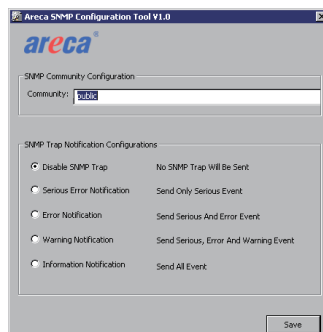 Areca SNMP Configuration Tool V1.0
areca
SNMP Community Configuration
Community: public
SNMP Trap Notification Configurations
Disable SNMP Trap No SNMP Trap Will Be Sent
Serious Error Notification Send Only Serious Event
Error Notification Send Serious And Error Event
Warning Notification Send Serious, Error And Warning Event
Information Notification Send All Event
Save